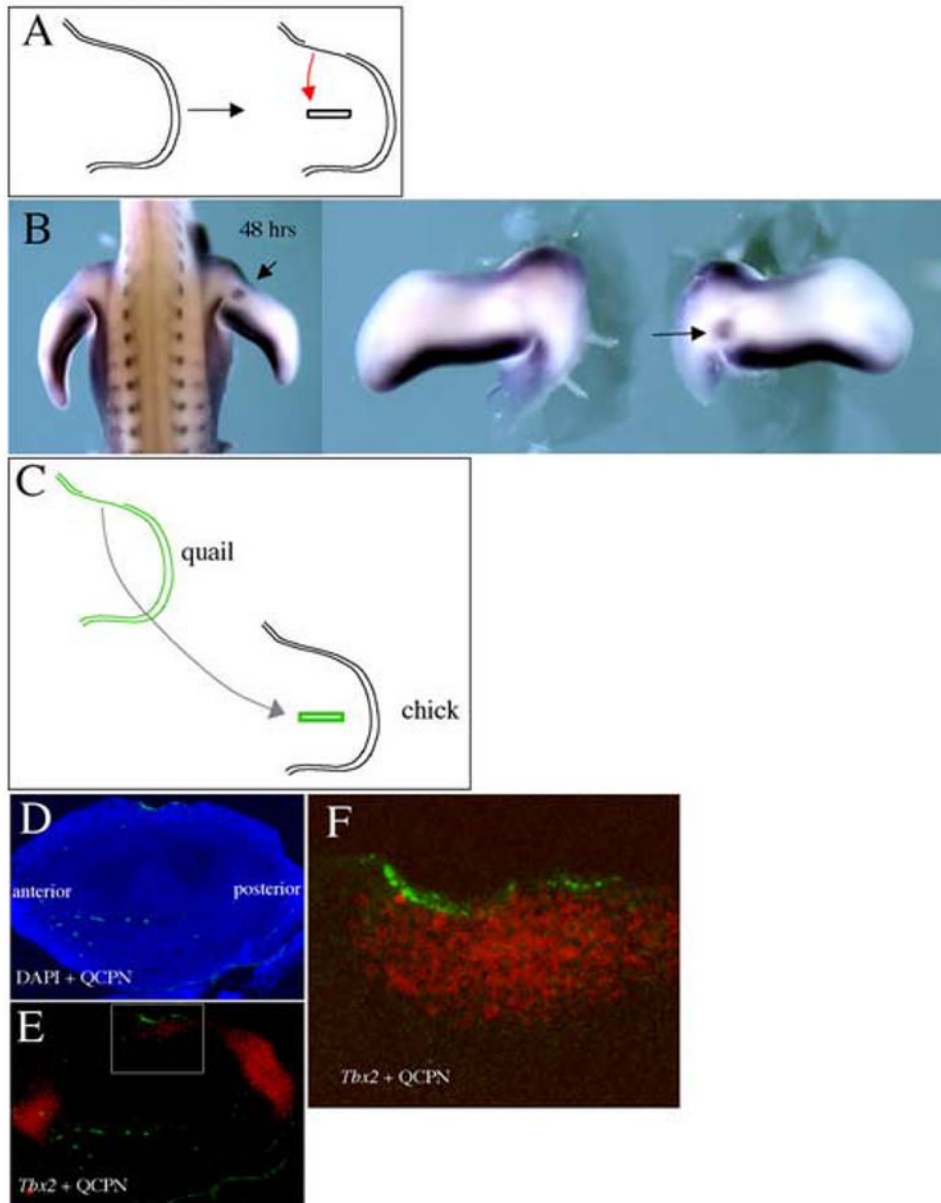 A
B
48 hrs
C
quail
chick
D
anterior
posterior
DAPI + QCPN
E
Tbx2 + QCPN
F
Tbx2 + QCPN